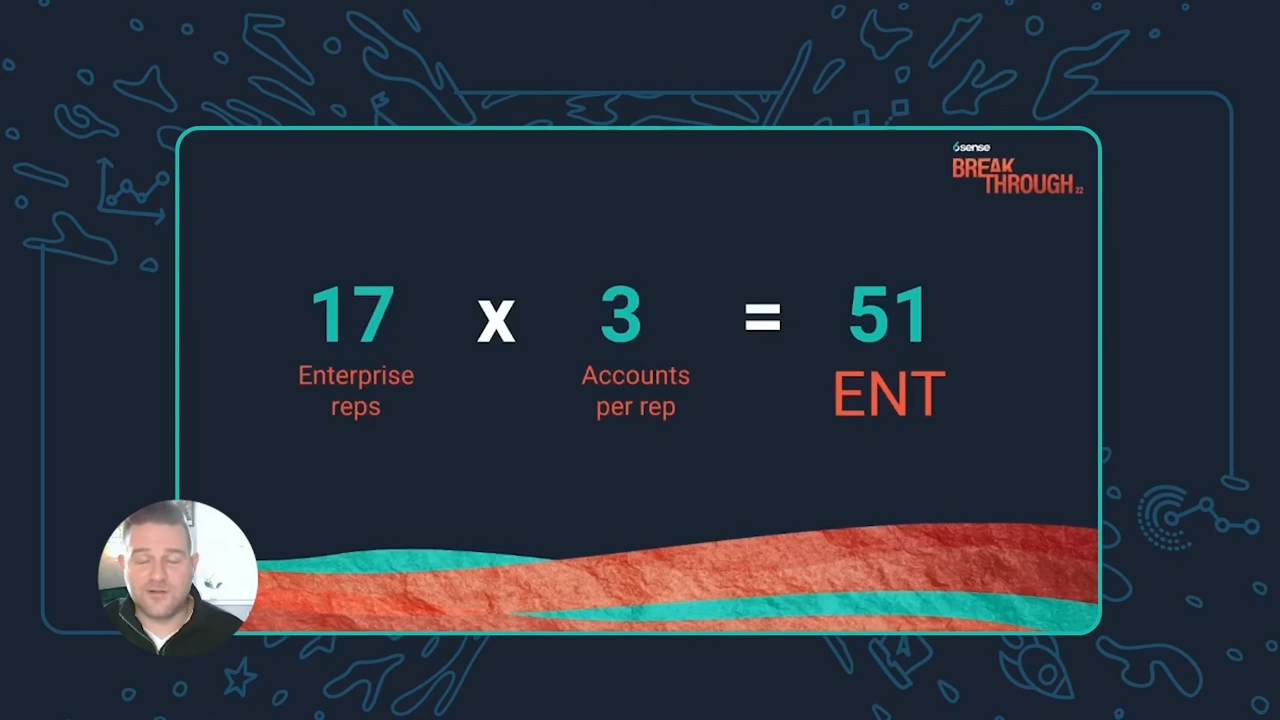 6sense
BREAK
THROUGH 22
17 x 3 = 51
Enterprise
reps
Accounts
per rep
ENT